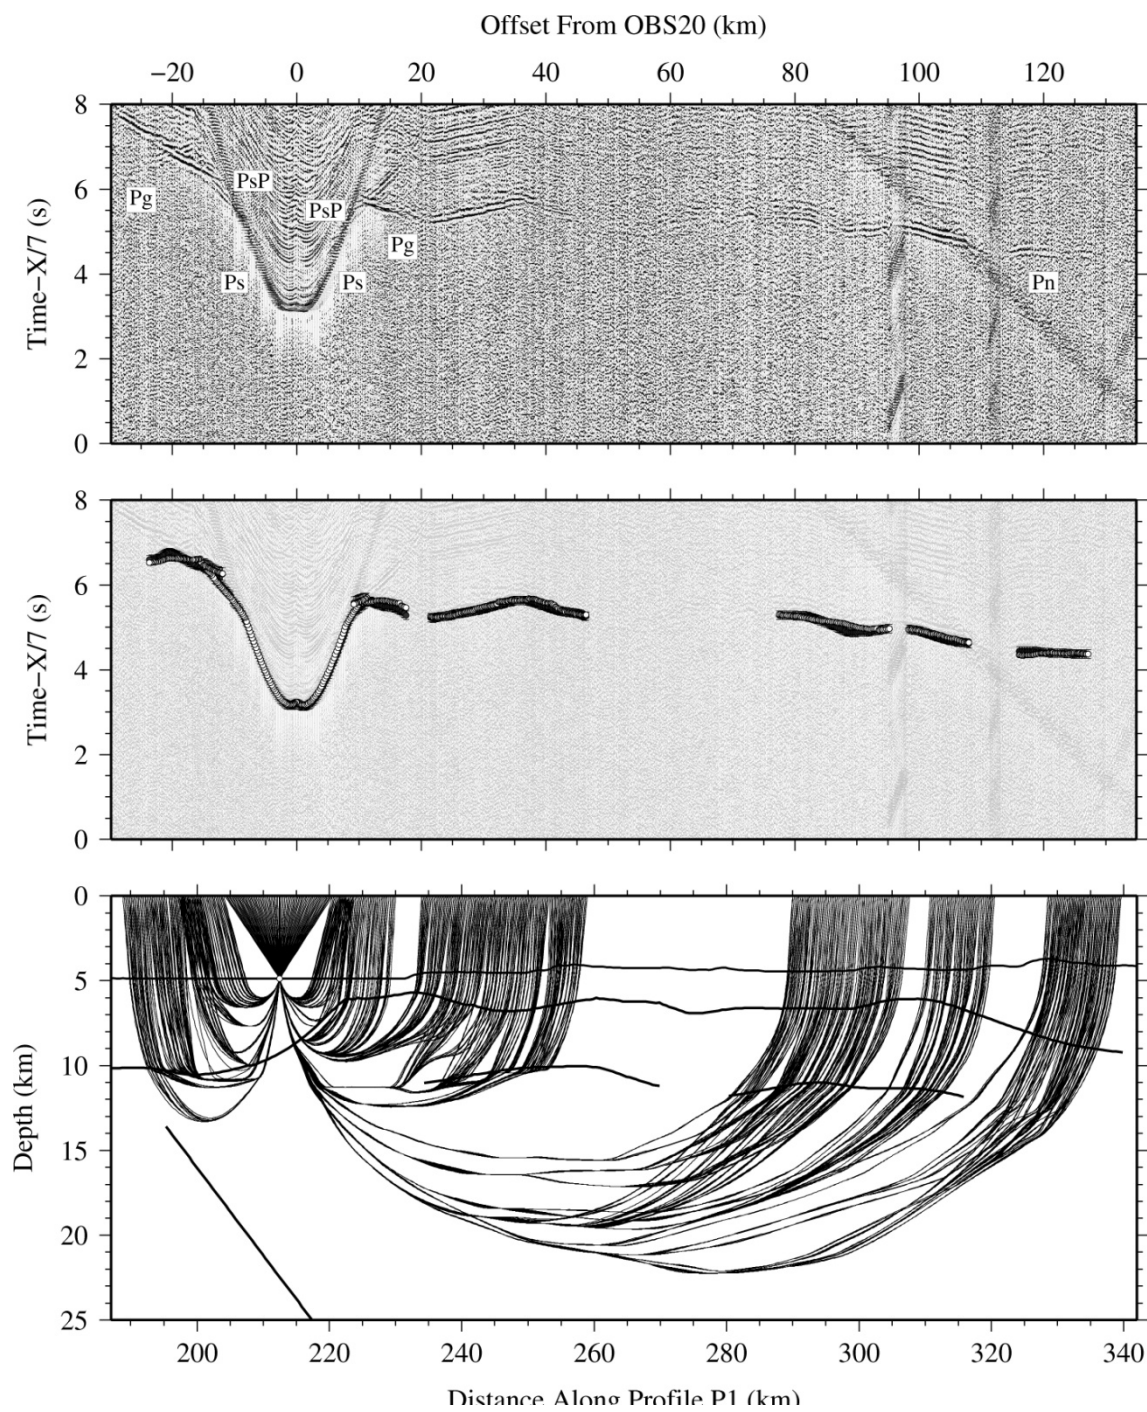 Offset From OBS20 (km)
−20 0 20 40 60 80 100 120
8
6
4
2
0
Time−X/7 (s)
Pg
PsP
PsP
Pg
Ps
Ps
Pn
8
6
4
2
0
Time−X/7 (s)
0
5
10
15
20
25
Depth (km)
200 220 240 260 280 300 320 340
Distance Along Profile P1 (km)